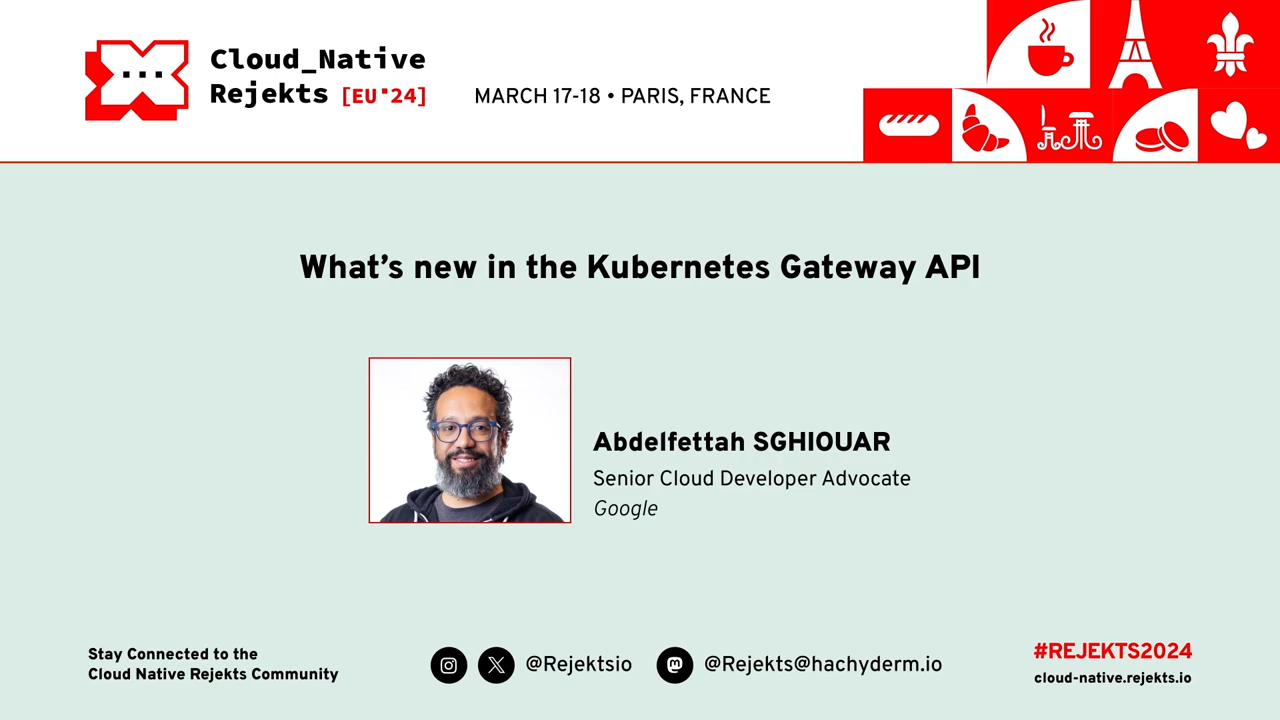 Cloud_Native
Rejekts [EU"24]
MARCH 17-18 • PARIS, FRANCE
What's new in the Kubernetes Gateway API
Abdelfettah SGHIOUAR
Senior Cloud Developer Advocate
Google
Stay Connected to the
Cloud Native Rejekts Community
@Rejektsio
@Rejekts@hachyderm.io
#REJEKTS2024
cloud-native.rejekts.io